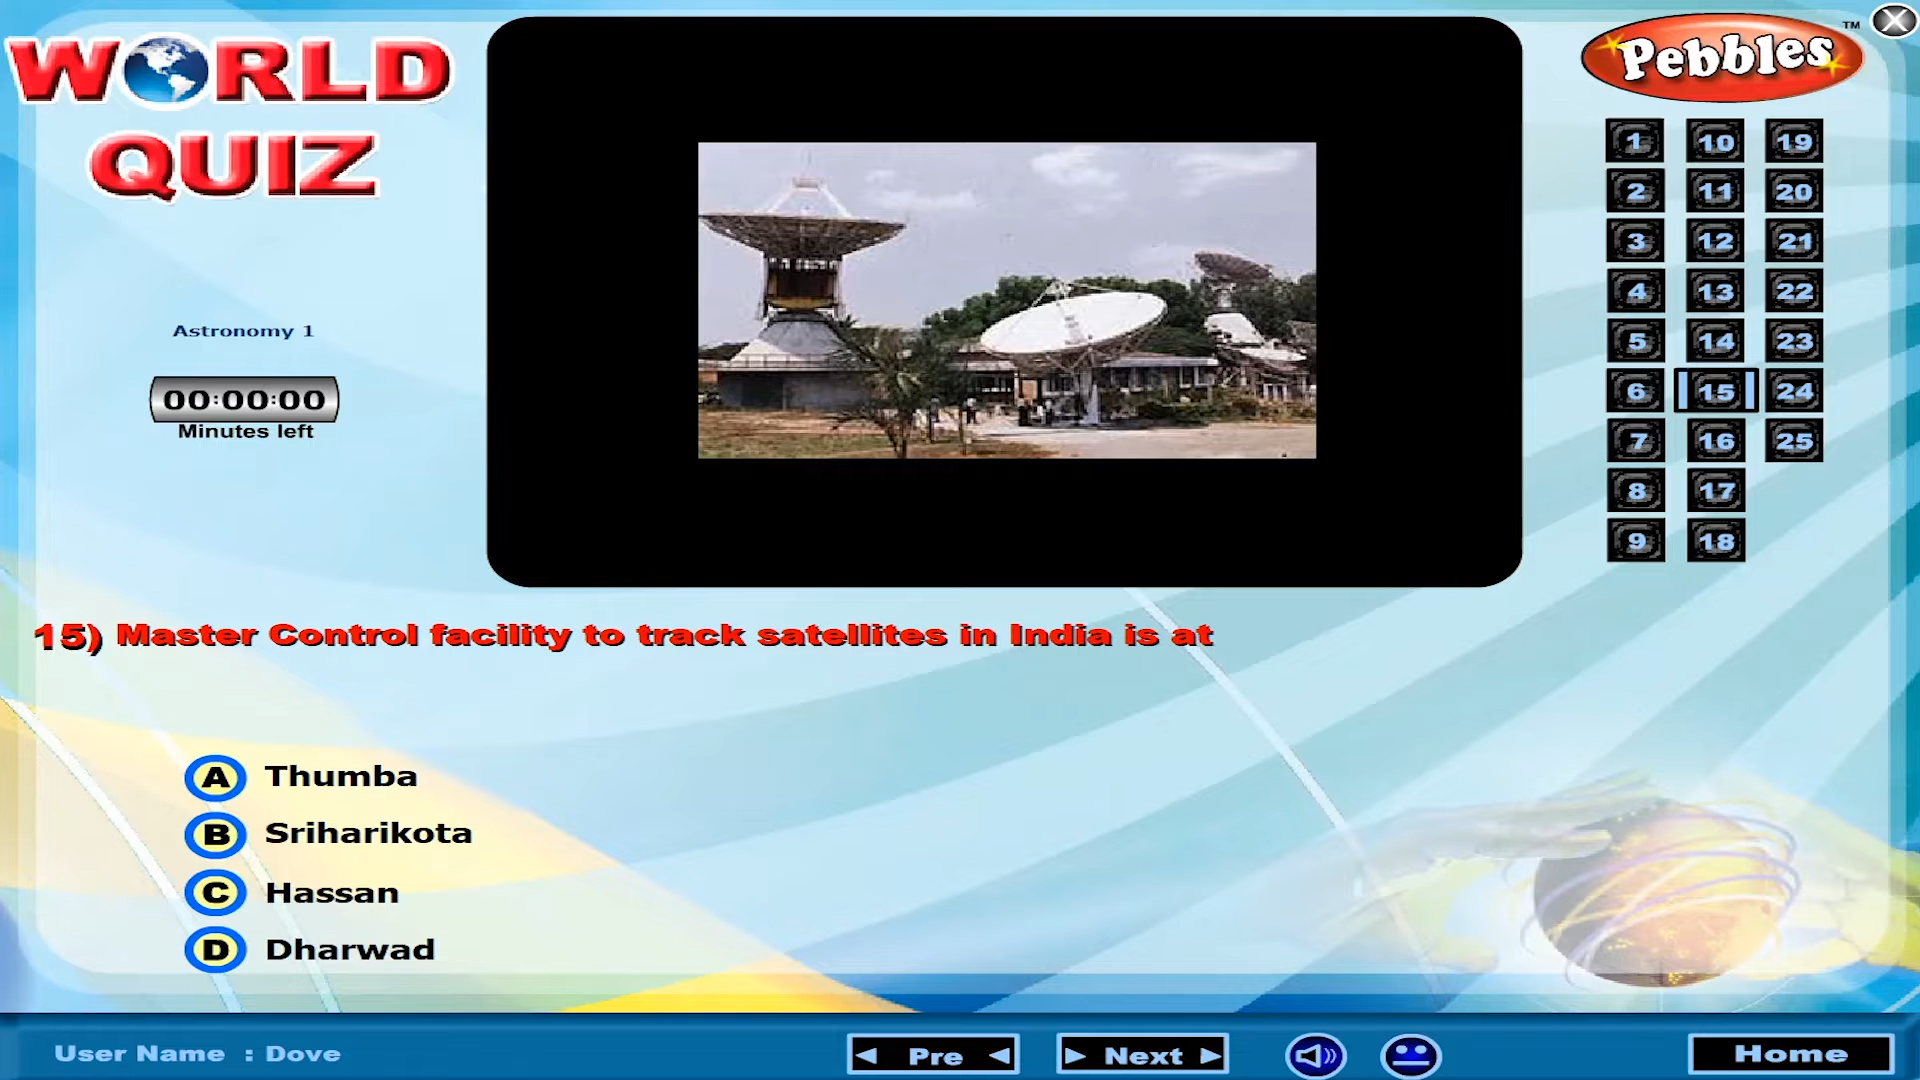 WORLD
QUIZ
Astronomy 1
00:00:00
Minutes left
Pebbles™
1 10 19
2 11 20
3 12 21
4 13 22
5 14 23
6 15 24
7 16 25
8 17
9 18
15) Master Control facility to track satellites in India is at
A Thumba
B Sriharikota
C Hassan
D Dharwad
User Name : Dove
Pre
Next
Home